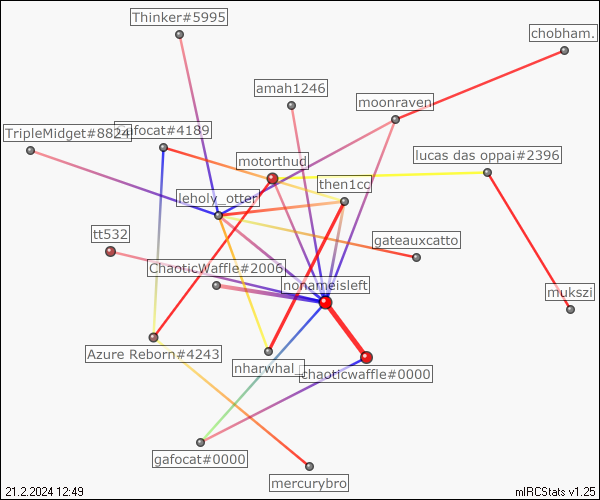 Thinker#5995
chobham.
amah1246
moonraven
TripleMidget#8824
gafocat#4189
motorthud
lucas das oppai#2396
then1cc
leholy_otter
tt532
gateauxcatto
ChaoticWaffle#2006
nonameisleft
mukszi
Azure Reborn#4243
nharwhal_
chaoticwaffle#0000
gafocat#0000
mercurybro
21.2.2024 12:49
mIRCStats v1.25